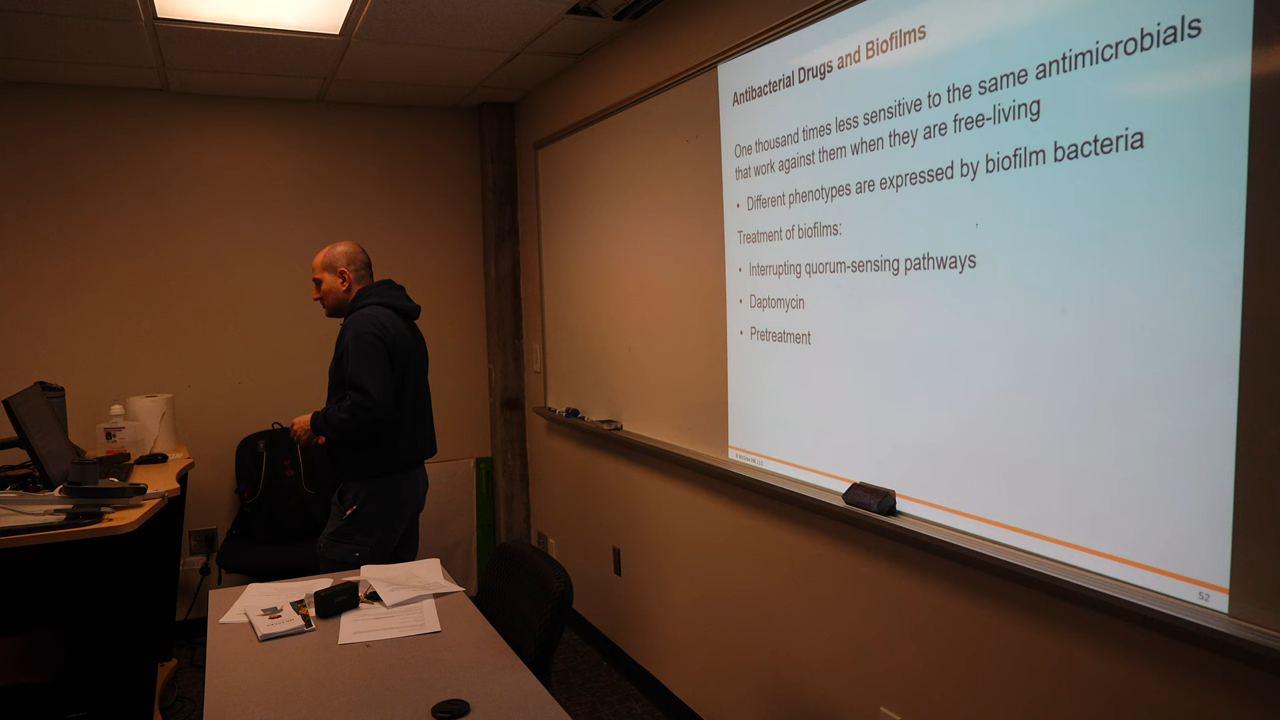 Antibacterial Drugs and Biofilms
One thousand times less sensitive to the same antimicrobials
that work against them when they are free-living
• Different phenotypes are expressed by biofilm bacteria
Treatment of biofilms:
• Interrupting quorum-sensing pathways
• Daptomycin
• Pretreatment
52